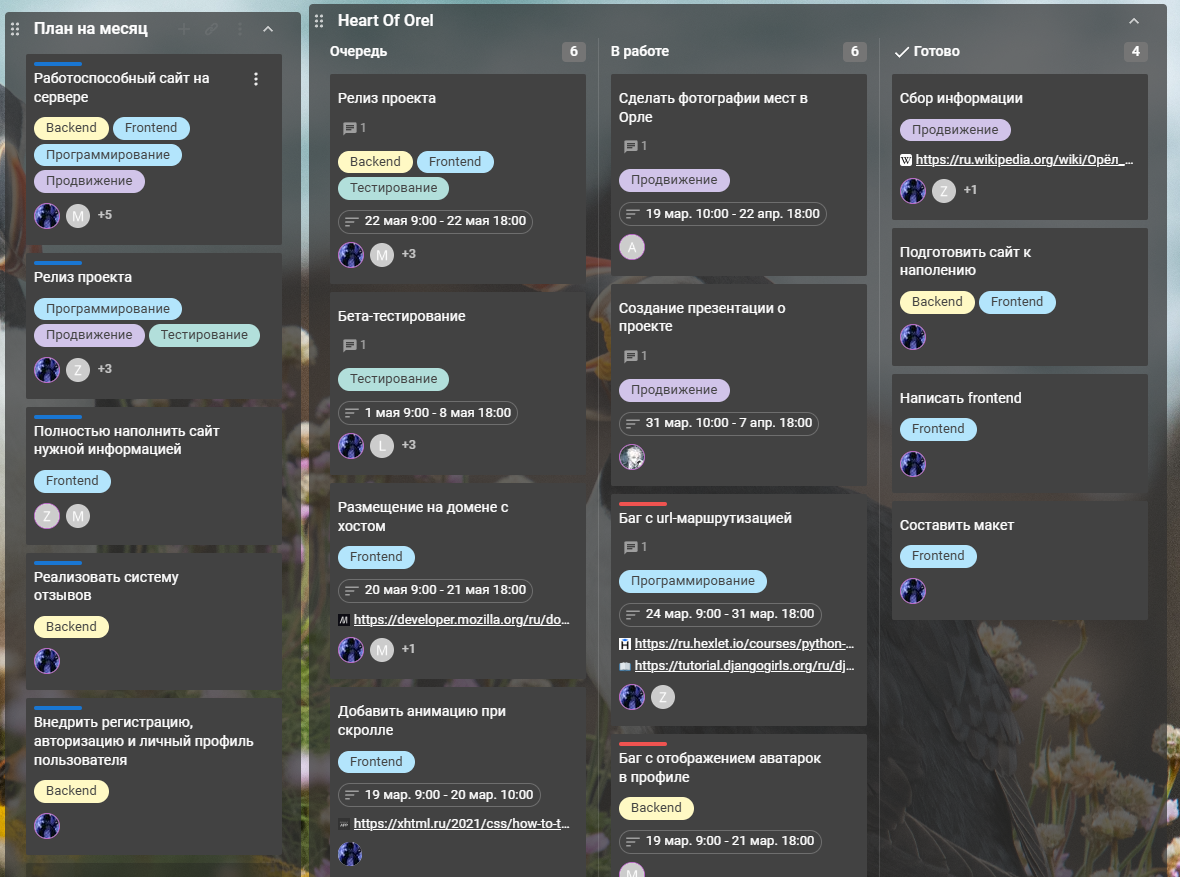 План на месяц
Работоспособный сайт на
сервере
Backend
Frontend
Программирование
Продвижение
M
+5
Релиз проекта
Программирование
Продвижение
Тестирование
Z
+3
Полностью наполнить сайт
нужной информацией
Frontend
Z
M
Реализовать систему
отзывов
Backend
Внедрить регистрацию,
авторизацию и личный профиль
пользователя
Backend
Heart Of Orel
Очередь
6
Релиз проекта
1
Backend
Frontend
Тестирование
22 мая 9:00 - 22 мая 18:00
M
+3
Бета-тестирование
1
Тестирование
1 мая 9:00 - 8 мая 18:00
L
+3
Размещение на домене с
хостом
Frontend
20 мая 9:00 - 21 мая 18:00
https://developer.mozilla.org/ru/do...
M
+1
Добавить анимацию при
скролле
Frontend
19 мар. 9:00 - 20 мар. 10:00
https://xhtml.ru/2021/css/how-to-t...
В работе
6
Сделать фотографии мест в
Орле
1
Продвижение
19 мар. 10:00 - 22 апр. 18:00
A
Создание презентации о
проекте
1
Продвижение
31 мар. 10:00 - 7 апр. 18:00
Баг с url-маршрутизацией
1
Программирование
24 мар. 9:00 - 31 мар. 18:00
https://ru.hexlet.io/courses/python-...
https://tutorial.djangogirls.org/ru/dj...
Z
Баг с отображением аватарок
в профиле
Backend
19 мар. 9:00 - 21 мар. 18:00
M
Готово
4
Сбор информации
Продвижение
W
https://ru.wikipedia.org/wiki/Орёл_...
Z
+1
Подготовить сайт к
наполению
Backend
Frontend
Написать frontend
Frontend
Составить макет
Frontend